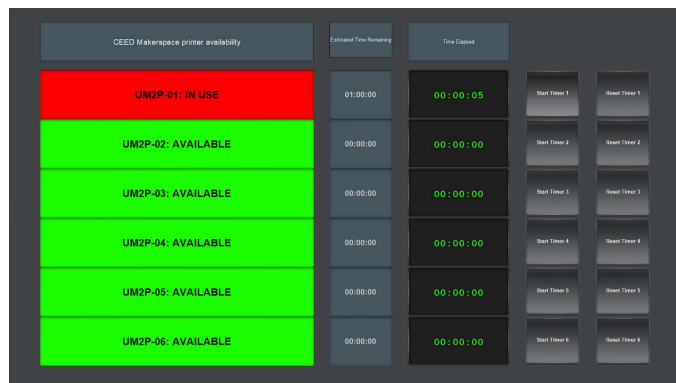 CEED Makerspace printer availability
Estimated Time Remaining
Time Elapsed
UM2P-01: IN USE
01:00:00
00:00:05
Start Timer 1
Reset Timer 1
UM2P-02: AVAILABLE
00:00:00
00:00:00
Start Timer 2
Reset Timer 2
UM2P-03: AVAILABLE
00:00:00
00:00:00
Start Timer 3
Reset Timer 3
UM2P-04: AVAILABLE
00:00:00
00:00:00
Start Timer 4
Reset Timer 4
UM2P-05: AVAILABLE
00:00:00
00:00:00
Start Timer 5
Reset Timer 5
UM2P-06: AVAILABLE
00:00:00
00:00:00
Start Timer 6
Reset Timer 6